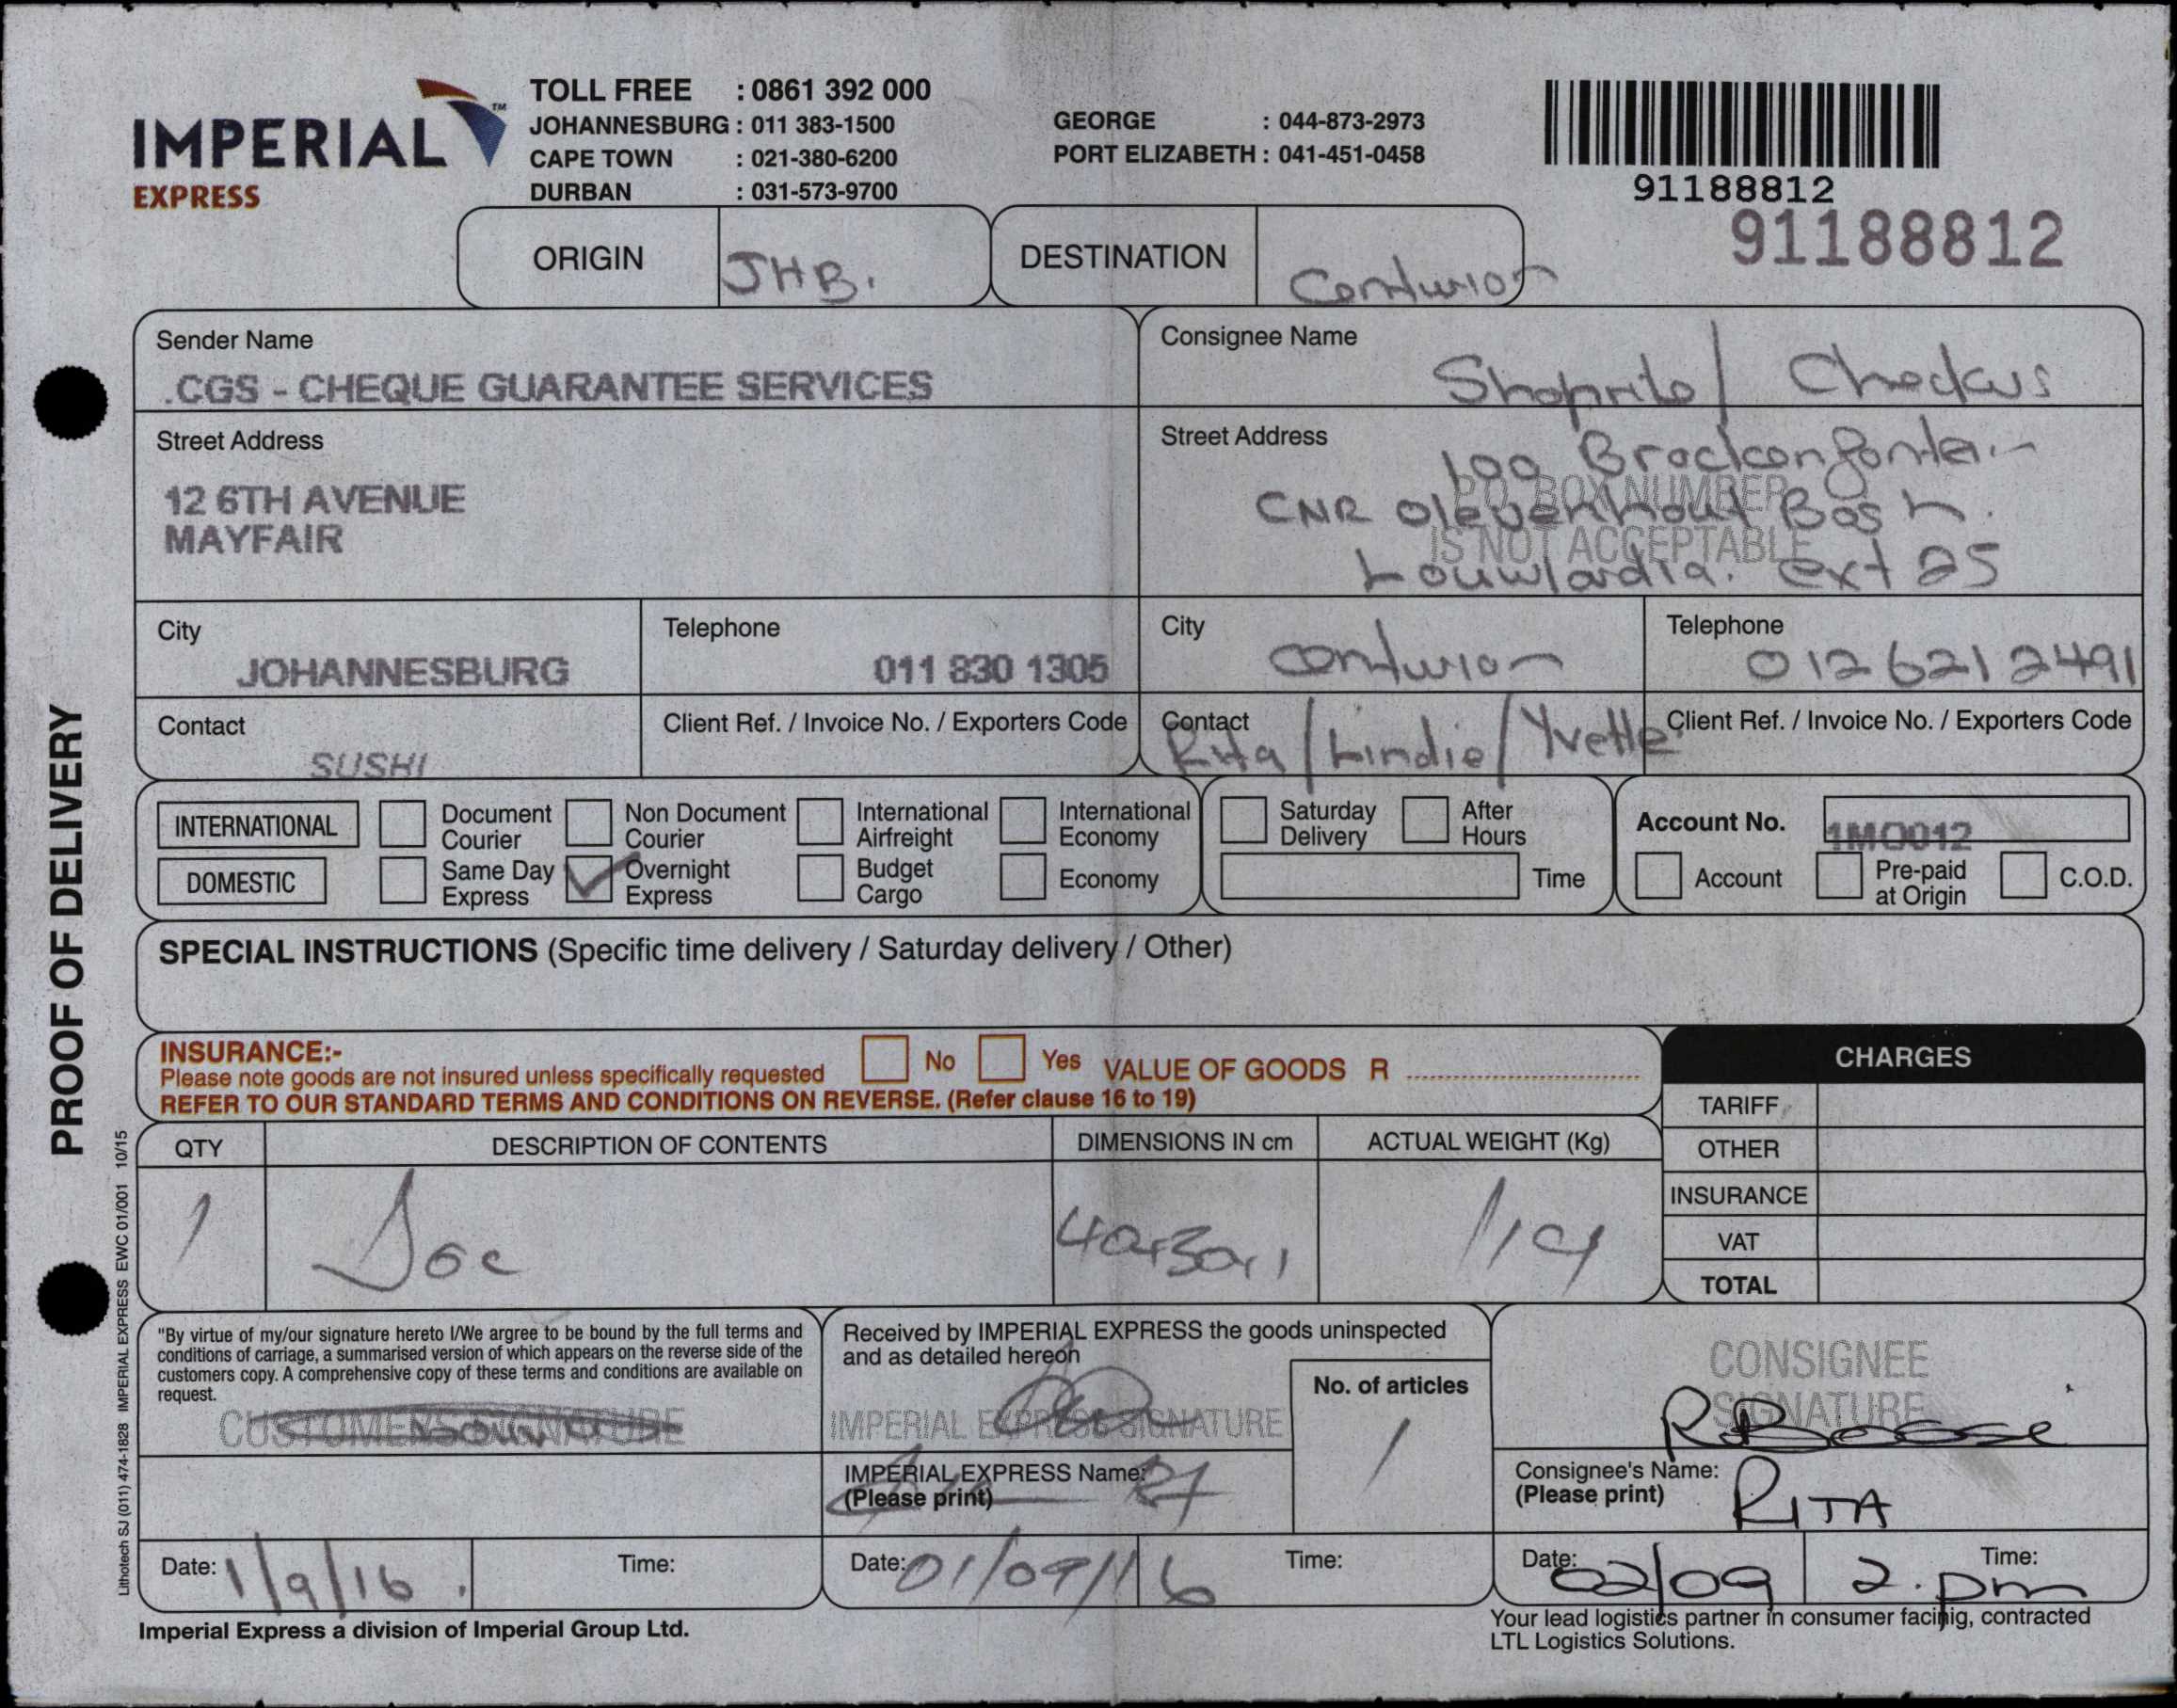 IMPERIAL ™
EXPRESS
TOLL FREE : 0861 392 000
JOHANNESBURG : 011 383-1500
CAPE TOWN : 021-380-6200
DURBAN : 031-573-9700
GEORGE : 044-873-2973
PORT ELIZABETH : 041-451-0458
91188812
91188812
ORIGIN JHB.
DESTINATION Centurion
Sender Name
.CGS - CHEQUE GUARANTEE SERVICES
Street Address
12 6TH AVENUE
MAYFAIR
City
JOHANNESBURG
Telephone
011 830 1305
Contact
SUSHI
Client Ref. / Invoice No. / Exporters Code
Consignee Name
Shoprite / Checkers
Street Address
P.O. BOX NUMBER
IS NOT ACCEPTABLE
100 Brackenfontein
CNR Olevenhout Bosh.
Louwlardia. ext 25
City
Centurion
Telephone
012 621 2491
Contact
Rita / Lindie / Yvette
Client Ref. / Invoice No. / Exporters Code
INTERNATIONAL
Document Courier
Non Document Courier
International Airfreight
International Economy
DOMESTIC
Same Day Express
Overnight Express
Budget Cargo
Economy
Saturday Delivery
After Hours
Time
Account No. 1MO012
Account
Pre-paid at Origin
C.O.D.
SPECIAL INSTRUCTIONS (Specific time delivery / Saturday delivery / Other)
INSURANCE:-
Please note goods are not insured unless specifically requested
No Yes VALUE OF GOODS R
REFER TO OUR STANDARD TERMS AND CONDITIONS ON REVERSE. (Refer clause 16 to 19)
CHARGES
TARIFF
OTHER
INSURANCE
VAT
TOTAL
QTY DESCRIPTION OF CONTENTS DIMENSIONS IN cm ACTUAL WEIGHT (Kg)
1 Doc 40x30x1
"By virtue of my/our signature hereto I/We argree to be bound by the full terms and
conditions of carriage, a summarised version of which appears on the reverse side of the
customers copy. A comprehensive copy of these terms and conditions are available on
request.
CUSTOMERS SIGNATURE
Date: 1/9/16 .
Time:
Received by IMPERIAL EXPRESS the goods uninspected
and as detailed hereon
IMPERIAL EXPRESS SIGNATURE
No. of articles
1
IMPERIAL EXPRESS Name:
(Please print)
Date: 01/09/16
Time:
CONSIGNEE
SIGNATURE
Consignee's Name:
(Please print)
RITA
Date: 02/09
Time: 2.pm
Imperial Express a division of Imperial Group Ltd.
Your lead logistics partner in consumer facinig, contracted
LTL Logistics Solutions.
PROOF OF DELIVERY
Lithotech SJ (011) 474-1828 IMPERIAL EXPRESS EWC 01/001 10/15